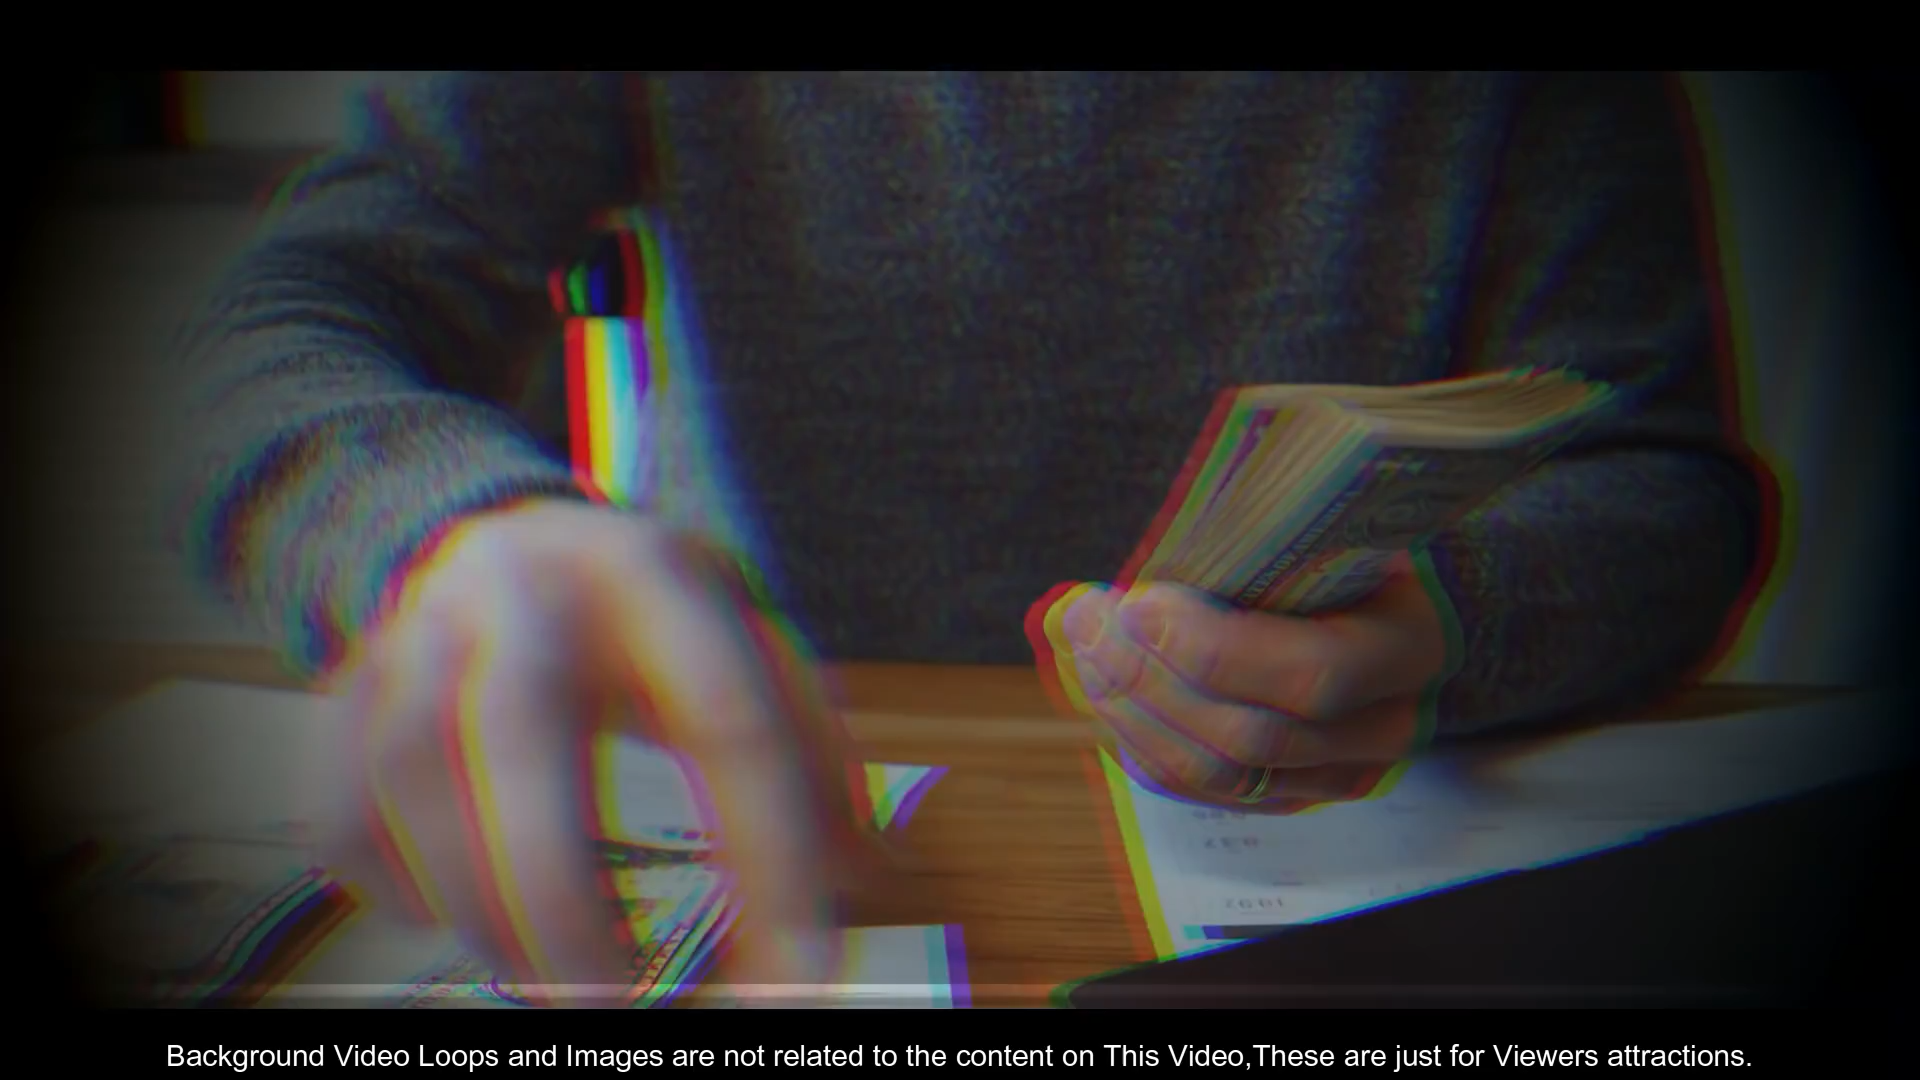 Background Video Loops and Images are not related to the content on This Video,These are just for Viewers attractions.